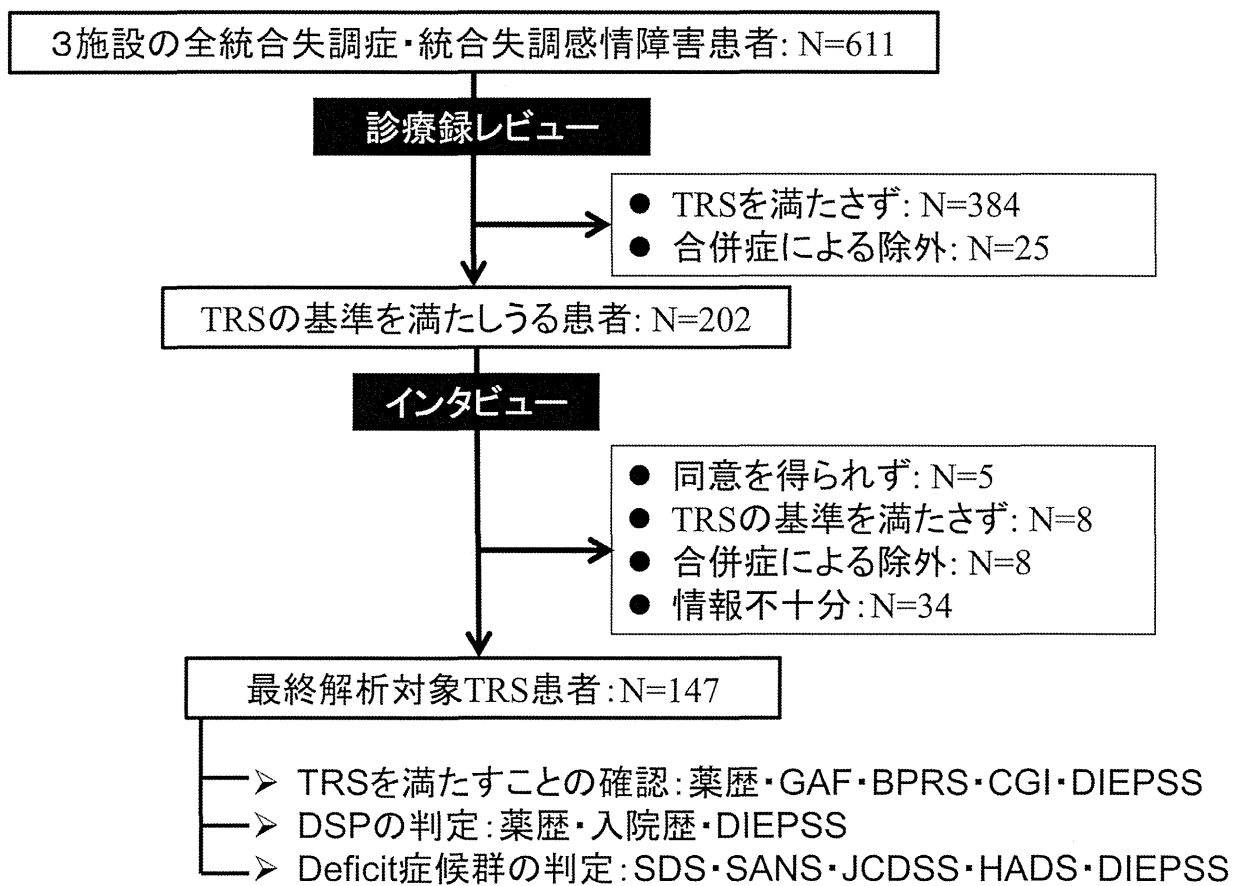 ３施設の全統合失調症・統合失調感情障害患者: N=611
診療録レビュー
● TRSを満たさず: N=384
● 合併症による除外: N=25
TRSの基準を満たしうる患者: N=202
インタビュー
● 同意を得られず: N=5
● TRSの基準を満たさず: N=8
● 合併症による除外: N=8
● 情報不十分: N=34
最終解析対象TRS患者: N=147
➢ TRSを満たすことの確認: 薬歴・GAF・BPRS・CGI・DIEPSS
➢ DSPの判定: 薬歴・入院歴・DIEPSS
➢ Deficit症候群の判定: SDS・SANS・JCDSS・HADS・DIEPSS